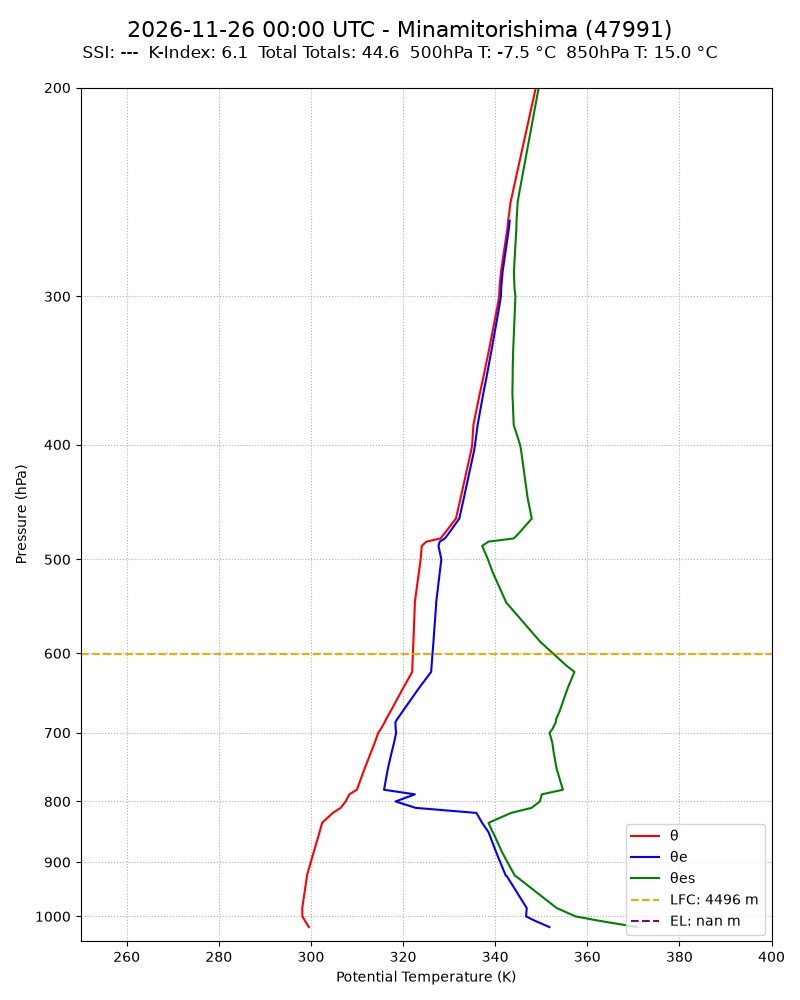 2026-11-26 00:00 UTC - Minamitorishima (47991)
SSI: --- K-Index: 6.1 Total Totals: 44.6 500hPa T: -7.5 °C 850hPa T: 15.0 °C
200
300
400
500
600
700
800
900
1000
Pressure (hPa)
260 280 300 320 340 360 380 400
Potential Temperature (K)
θ
θe
θes
LFC: 4496 m
EL: nan m